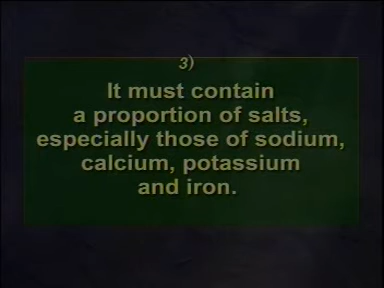 3)
It must contain
a proportion of salts,
especially those of sodium,
calcium, potassium
and iron.